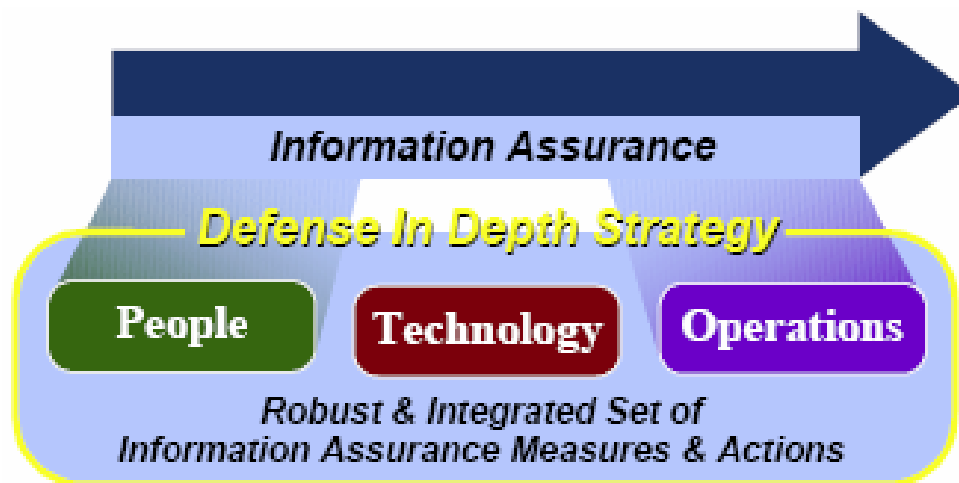 Information Assurance
Defense In Depth Strategy
People
Technology
Operations
Robust & Integrated Set of
Information Assurance Measures & Actions